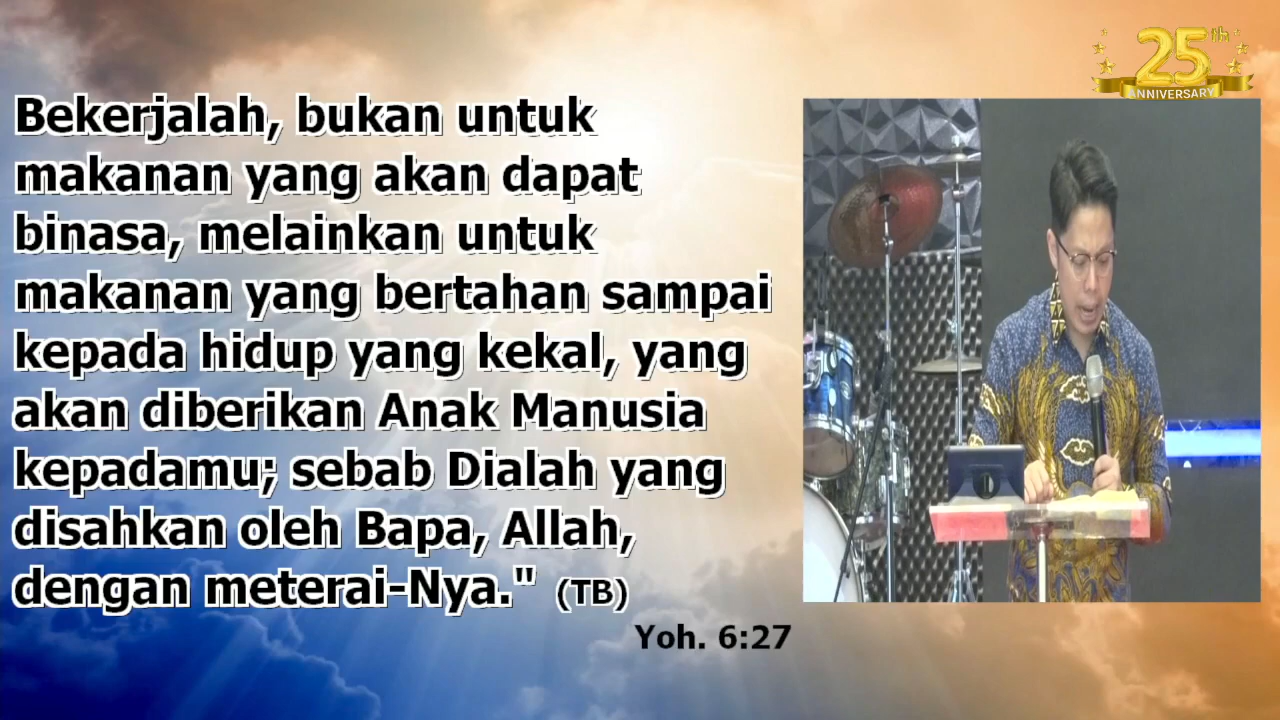 25th
ANNIVERSARY
Bekerjalah, bukan untuk
makanan yang akan dapat
binasa, melainkan untuk
makanan yang bertahan sampai
kepada hidup yang kekal, yang
akan diberikan Anak Manusia
kepadamu; sebab Dialah yang
disahkan oleh Bapa, Allah,
dengan meterai-Nya." (TB)
Yoh. 6:27